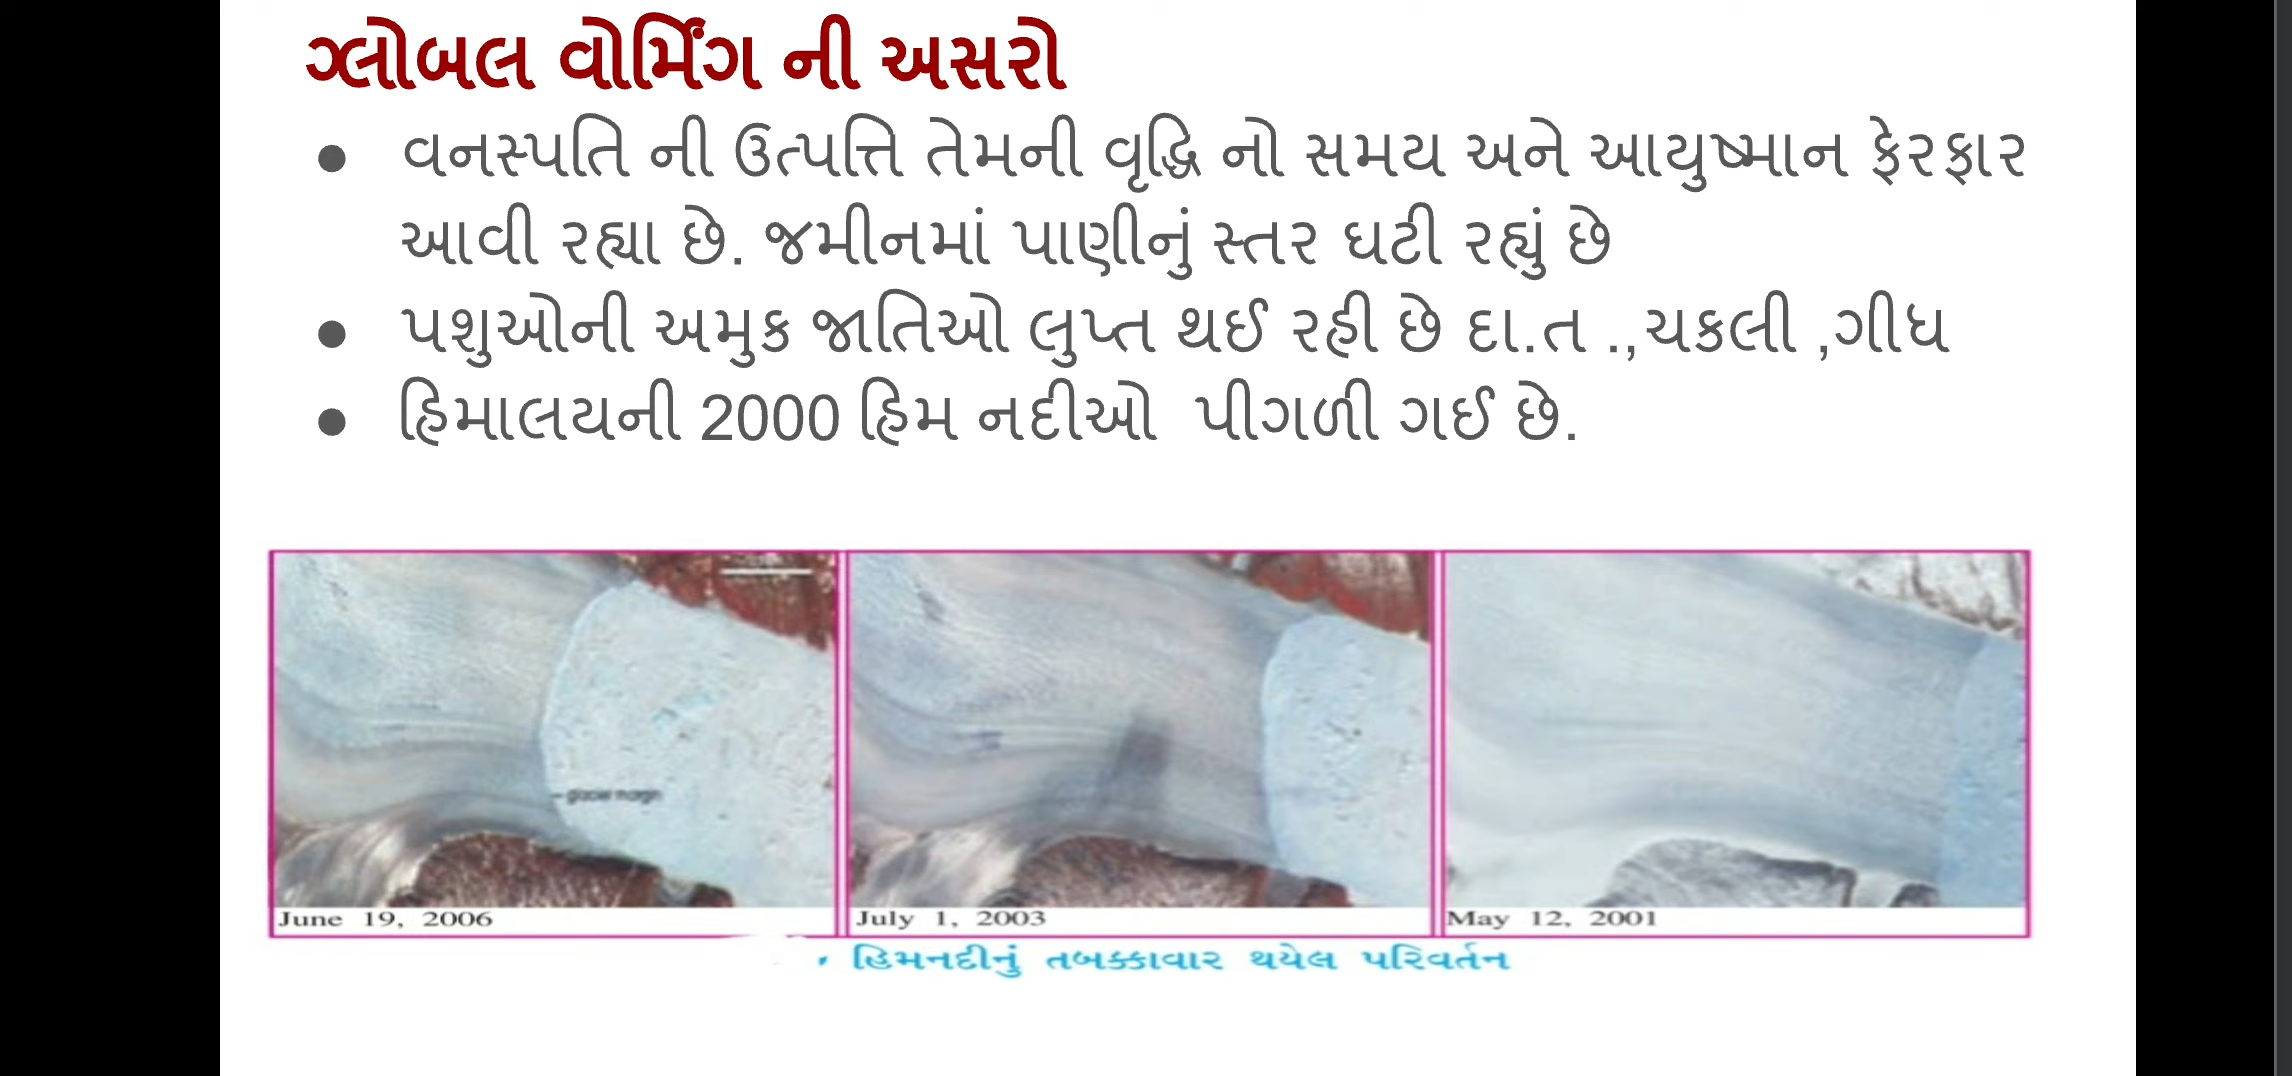 ગ્લોબલ વોર્મિંગ ની અસરો
● વનસ્પતિ ની ઉત્પત્તિ તેમની વૃદ્ધિ નો સમય અને આયુષ્માન ફેરફાર
આવી રહ્યા છે. જમીનમાં પાણીનું સ્તર ઘટી રહ્યું છે
● પશુઓની અમુક જાતિઓ લુપ્ત થઈ રહી છે દા.ત .,ચકલી ,ગીધ
● હિમાલયની 2000 હિમ નદીઓ પીગળી ગઈ છે.
glacier margin
June 19, 2006
July 1, 2003
May 12, 2001
હિમનદીનું તબક્કાવાર થયેલ પરિવર્તન